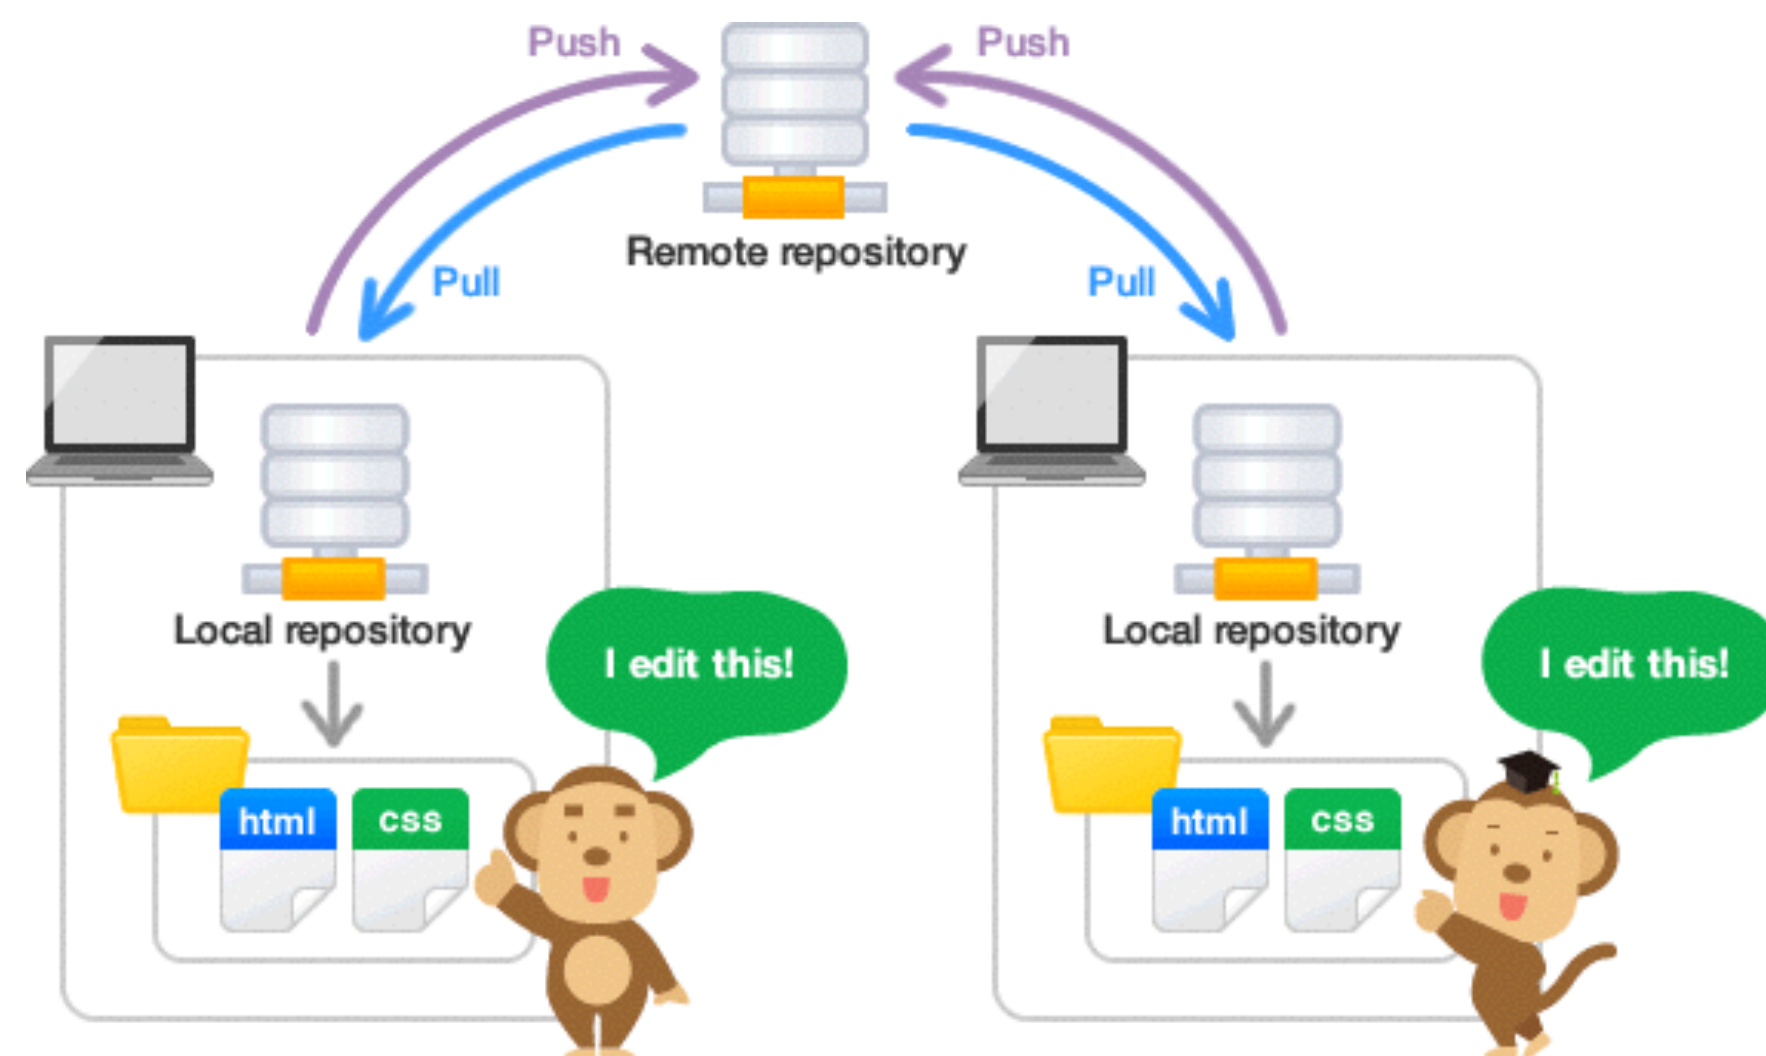 Push
Push
Remote repository
Pull
Pull
Local repository
Local repository
I edit this!
I edit this!
html
css
html
css